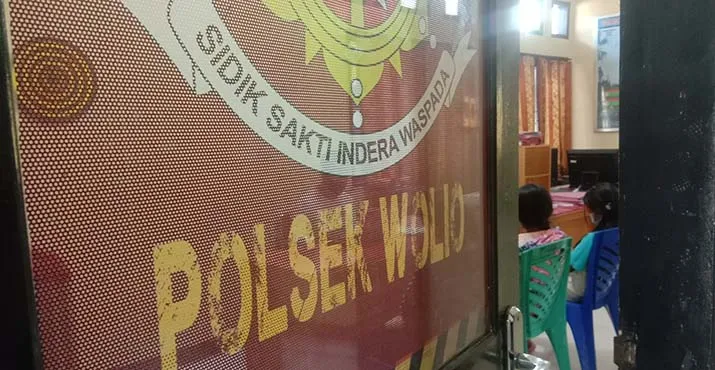 SIDIK SAKTI INDERA WASPADA
POLSEK WOLIO